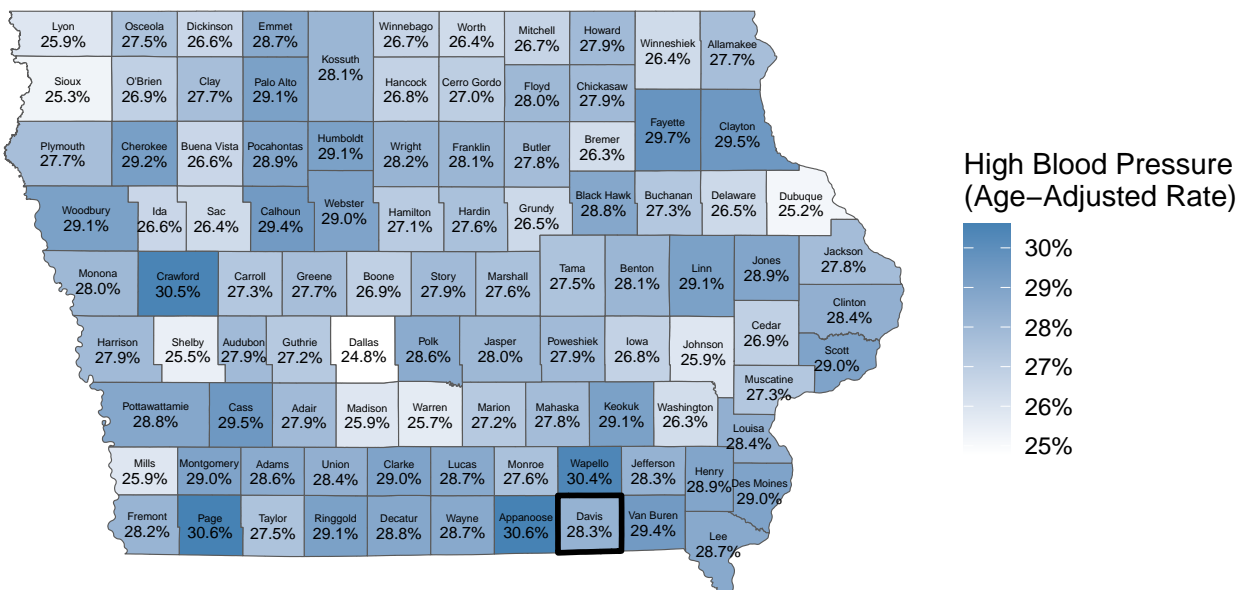 Lyon
25.9%
Osceola
27.5%
Dickinson
26.6%
Emmet
28.7%
Kossuth
28.1%
Winnebago
26.7%
Worth
26.4%
Mitchell
26.7%
Howard
27.9%
Winneshiek
26.4%
Allamakee
27.7%
Sioux
25.3%
O'Brien
26.9%
Clay
27.7%
Palo Alto
29.1%
Hancock
26.8%
Cerro Gordo
27.0%
Floyd
28.0%
Chickasaw
27.9%
Fayette
29.7%
Clayton
29.5%
Plymouth
27.7%
Cherokee
29.2%
Buena Vista
26.6%
Pocahontas
28.9%
Humboldt
29.1%
Wright
28.2%
Franklin
28.1%
Butler
27.8%
Bremer
26.3%
Woodbury
29.1%
Ida
26.6%
Sac
26.4%
Calhoun
29.4%
Webster
29.0%
Hamilton
27.1%
Hardin
27.6%
Grundy
26.5%
Black Hawk
28.8%
Buchanan
27.3%
Delaware
26.5%
Dubuque
25.2%
Monona
28.0%
Crawford
30.5%
Carroll
27.3%
Greene
27.7%
Boone
26.9%
Story
27.9%
Marshall
27.6%
Tama
27.5%
Benton
28.1%
Linn
29.1%
Jones
28.9%
Jackson
27.8%
Clinton
28.4%
Harrison
27.9%
Shelby
25.5%
Audubon
27.9%
Guthrie
27.2%
Dallas
24.8%
Polk
28.6%
Jasper
28.0%
Poweshiek
27.9%
Iowa
26.8%
Johnson
25.9%
Cedar
26.9%
Scott
29.0%
Muscatine
27.3%
Pottawattamie
28.8%
Cass
29.5%
Adair
27.9%
Madison
25.9%
Warren
25.7%
Marion
27.2%
Mahaska
27.8%
Keokuk
29.1%
Washington
26.3%
Louisa
28.4%
Mills
25.9%
Montgomery
29.0%
Adams
28.6%
Union
28.4%
Clarke
29.0%
Lucas
28.7%
Monroe
27.6%
Wapello
30.4%
Jefferson
28.3%
Henry
28.9%
Des Moines
29.0%
Fremont
28.2%
Page
30.6%
Taylor
27.5%
Ringgold
29.1%
Decatur
28.8%
Wayne
28.7%
Appanoose
30.6%
Davis
28.3%
Van Buren
29.4%
Lee
28.7%
High Blood Pressure
(Age−Adjusted Rate)
30%
29%
28%
27%
26%
25%